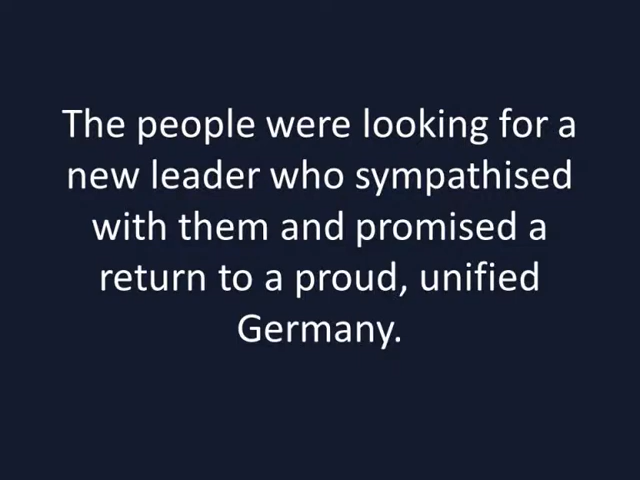 The people were looking for a
new leader who sympathised
with them and promised a
return to a proud, unified
Germany.